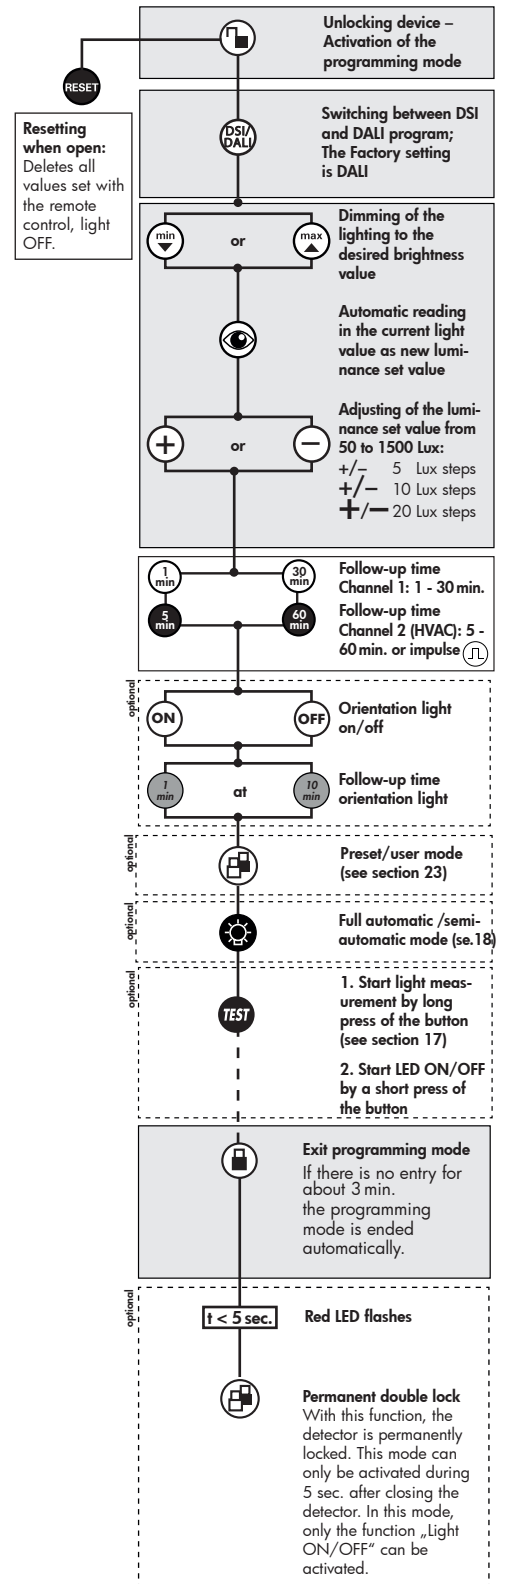 Unlocking device –
Activation of the
programming mode
RESET
Resetting
when open:
Deletes all
values set with
the remote
control, light
OFF.
DSI/
DALI
Switching between DSI
and DALI program;
The Factory setting
is DALI
min
or
max
Dimming of the
lighting to the
desired brightness
value
Automatic reading
in the current light
value as new lumi-
nance set value
+
or
–
Adjusting of the lumi-
nance set value from
50 to 1500 Lux:
+/– 5 Lux steps
+/– 10 Lux steps
+/– 20 Lux steps
1
min
30
min
Follow-up time
Channel 1: 1 - 30 min.
5
min
60
min
Follow-up time
Channel 2 (HVAC): 5 -
60 min. or impulse
optional
ON
OFF
Orientation light
on/off
1
min
at
10
min
Follow-up time
orientation light
optional
Preset/user mode
(see section 23)
optional
Full automatic /semi-
automatic mode (se.18)
optional
TEST
1. Start light meas-
urement by long
press of the button
(see section 17)
2. Start LED ON/OFF
by a short press of
the button
Exit programming mode
If there is no entry for
about 3 min.
the programming
mode is ended
automatically.
optional
t < 5 sec.
Red LED flashes
Permanent double lock
With this function, the
detector is permanently
locked. This mode can
only be activated during
5 sec. after closing the
detector. In this mode,
only the function „Light
ON/OFF“ can be
activated.